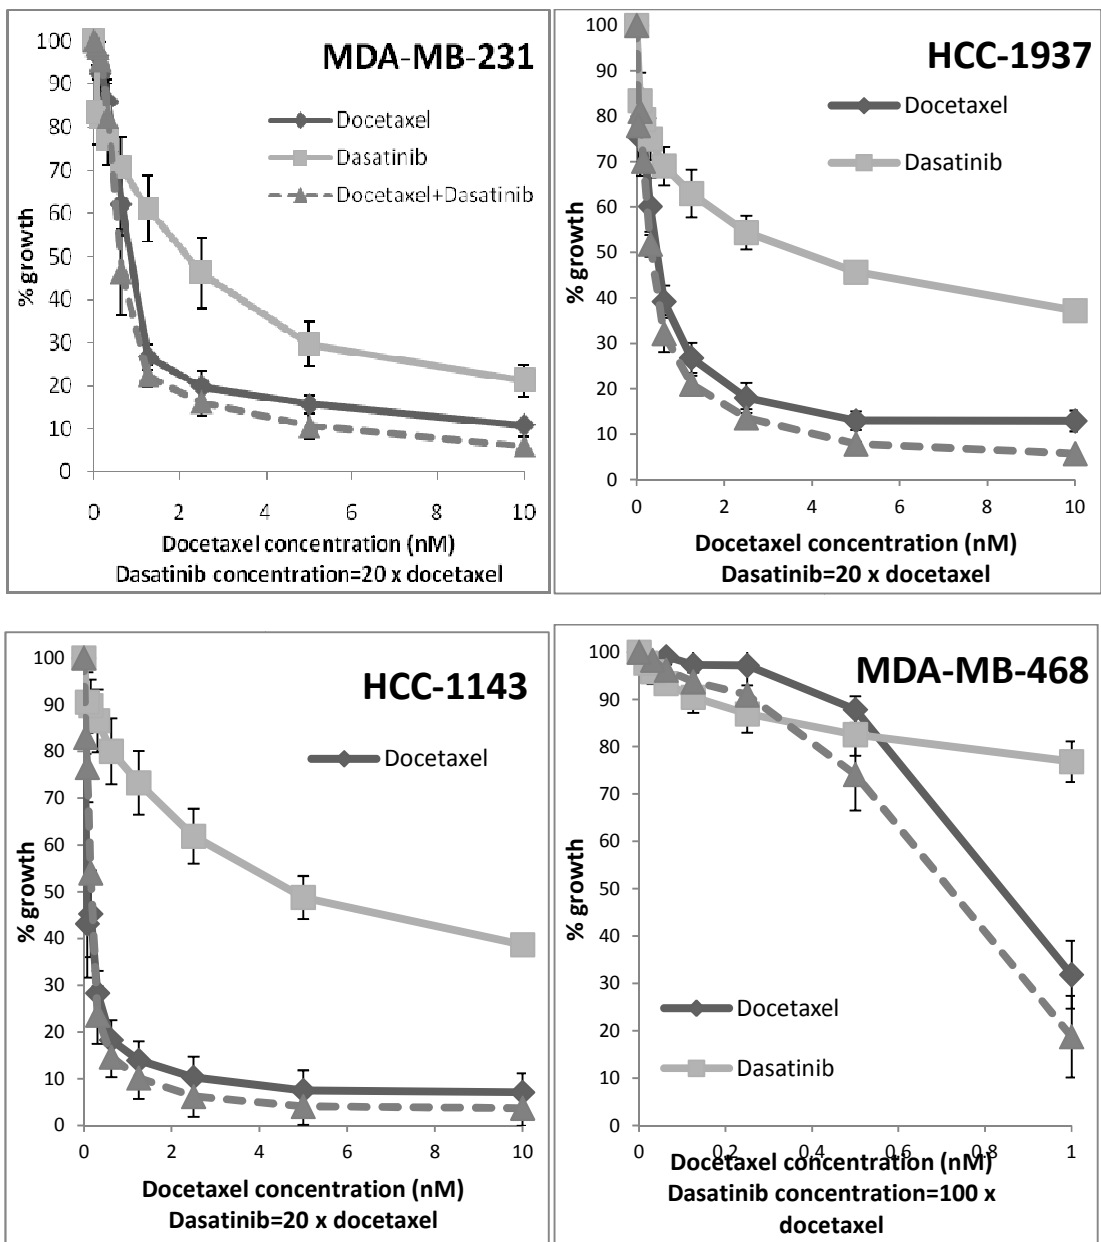 MDA-MB-231
Docetaxel
Dasatinib
Docetaxel+Dasatinib
% growth
100
90
80
70
60
50
40
30
20
10
0
0 2 4 6 8 10
Docetaxel concentration (nM)
Dasatinib concentration=20 x docetaxel
HCC-1937
Docetaxel
Dasatinib
% growth
100
90
80
70
60
50
40
30
20
10
0
0 2 4 6 8 10
Docetaxel concentration (nM)
Dasatinib=20 x docetaxel
HCC-1143
Docetaxel
% growth
100
90
80
70
60
50
40
30
20
10
0
0 2 4 6 8 10
Docetaxel concentration (nM)
Dasatinib=20 x docetaxel
MDA-MB-468
% growth
100
90
80
70
60
50
40
30
20
10
0
Docetaxel
Dasatinib
0 0.2 0.4 0.6 0.8 1
Docetaxel concentration (nM)
Dasatinib concentration=100 x
docetaxel